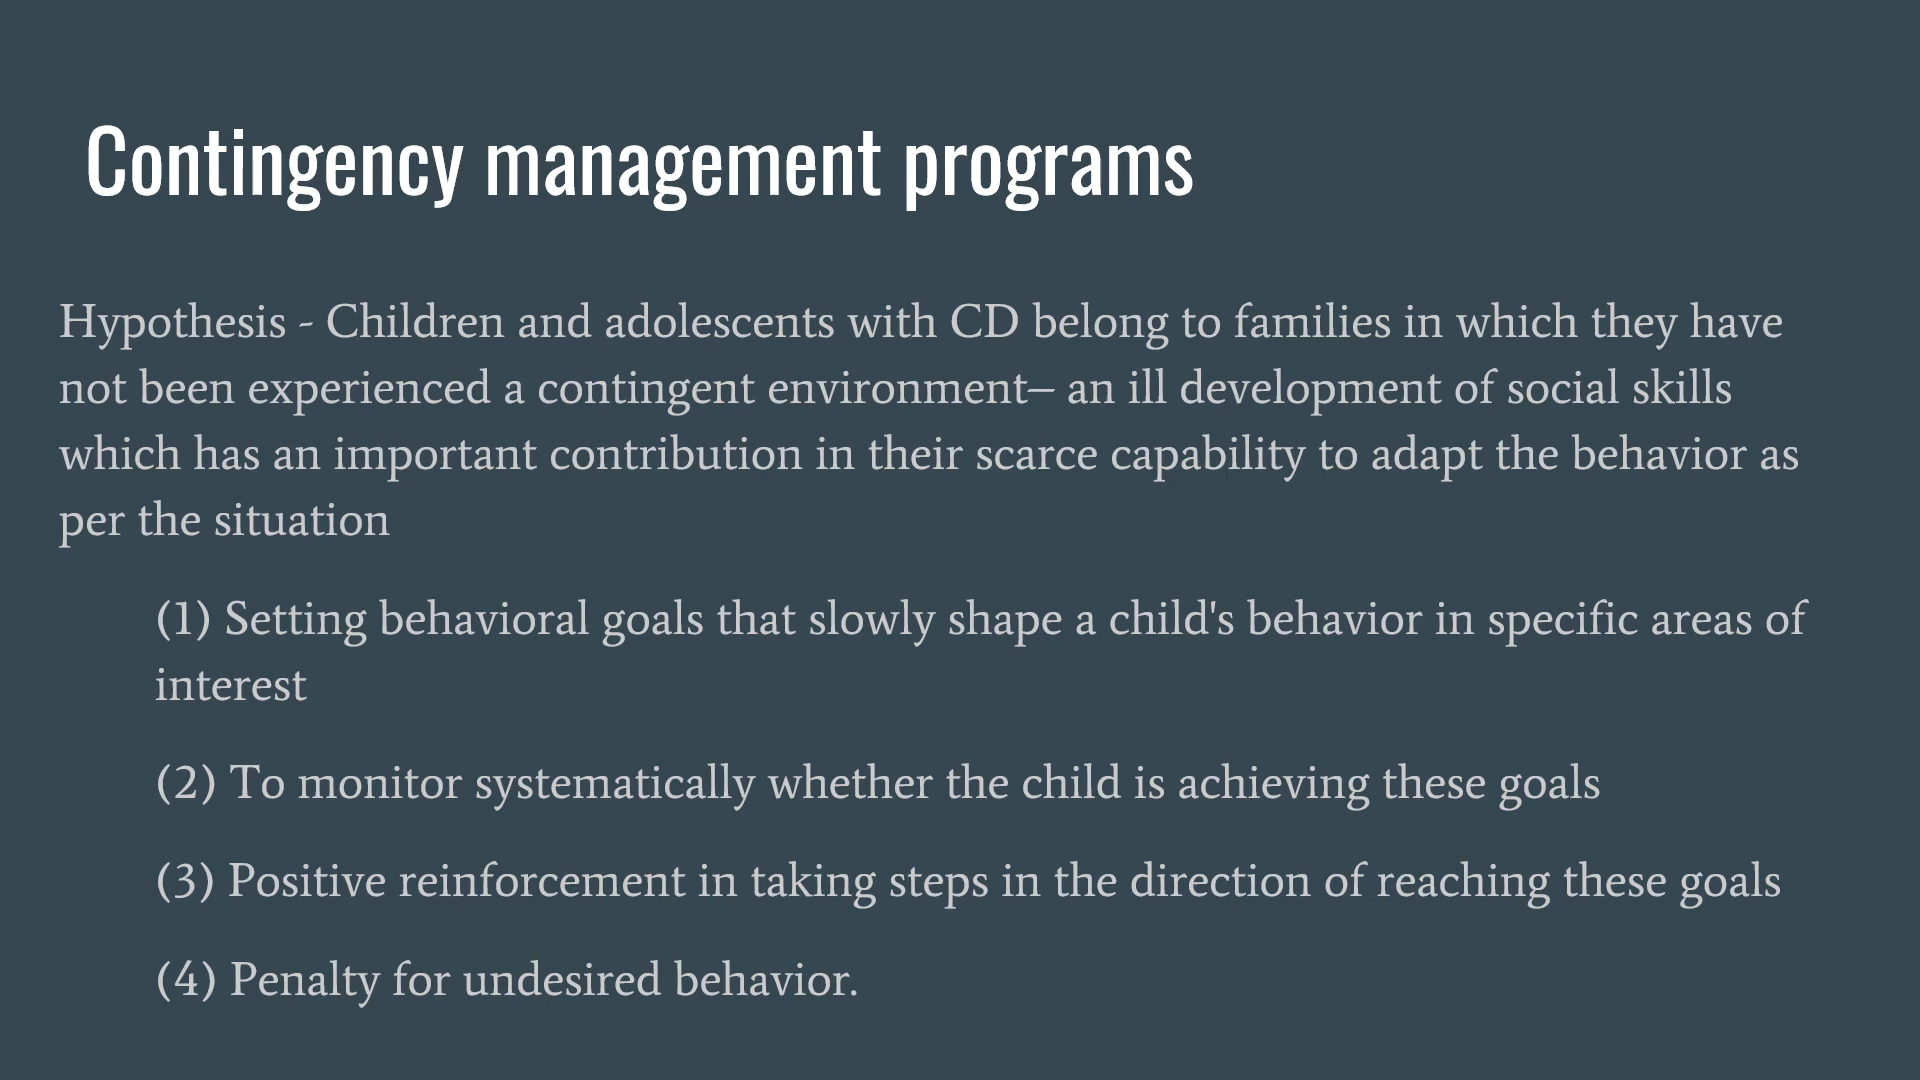 Contingency management programs
Hypothesis - Children and adolescents with CD belong to families in which they have
not been experienced a contingent environment– an ill development of social skills
which has an important contribution in their scarce capability to adapt the behavior as
per the situation
(1) Setting behavioral goals that slowly shape a child's behavior in specific areas of
interest
(2) To monitor systematically whether the child is achieving these goals
(3) Positive reinforcement in taking steps in the direction of reaching these goals
(4) Penalty for undesired behavior.